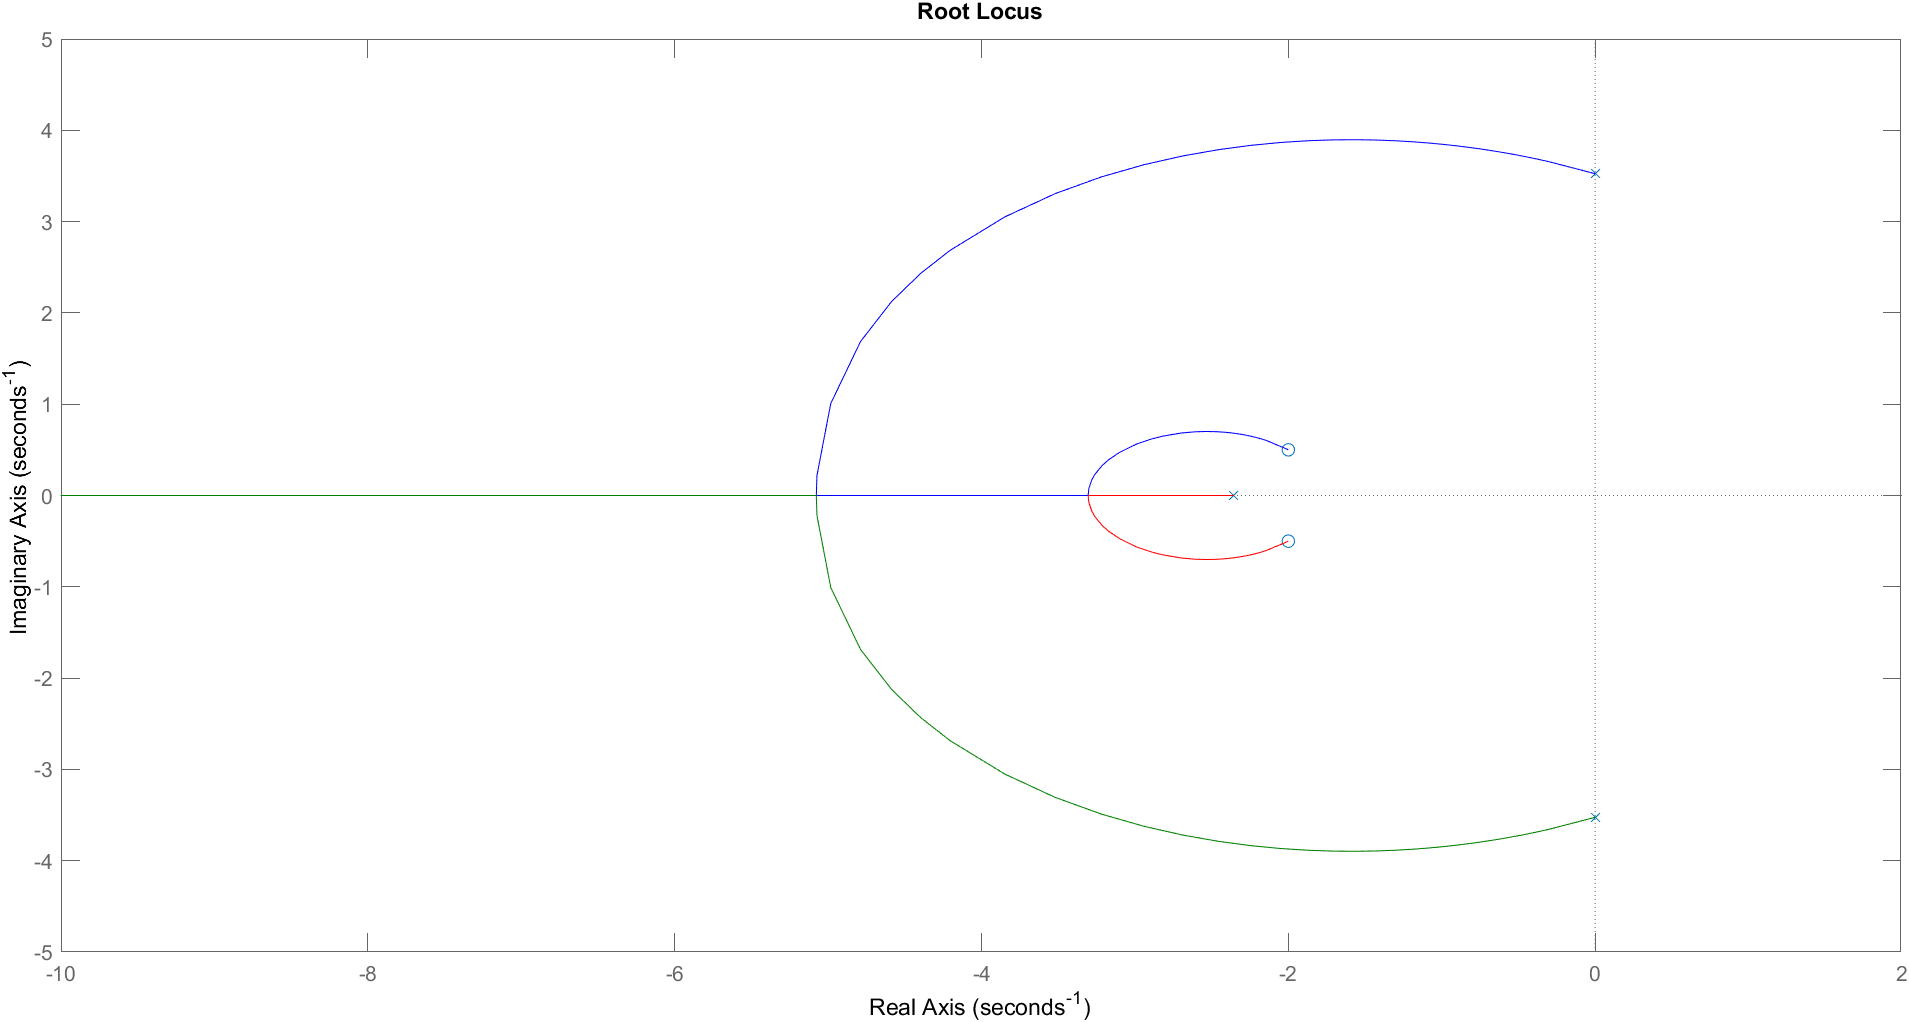 Root Locus
5
4
3
2
1
0
-1
-2
-3
-4
-5
-10 -8 -6 -4 -2 0 2
Imaginary Axis (seconds⁻¹)
Real Axis (seconds⁻¹)